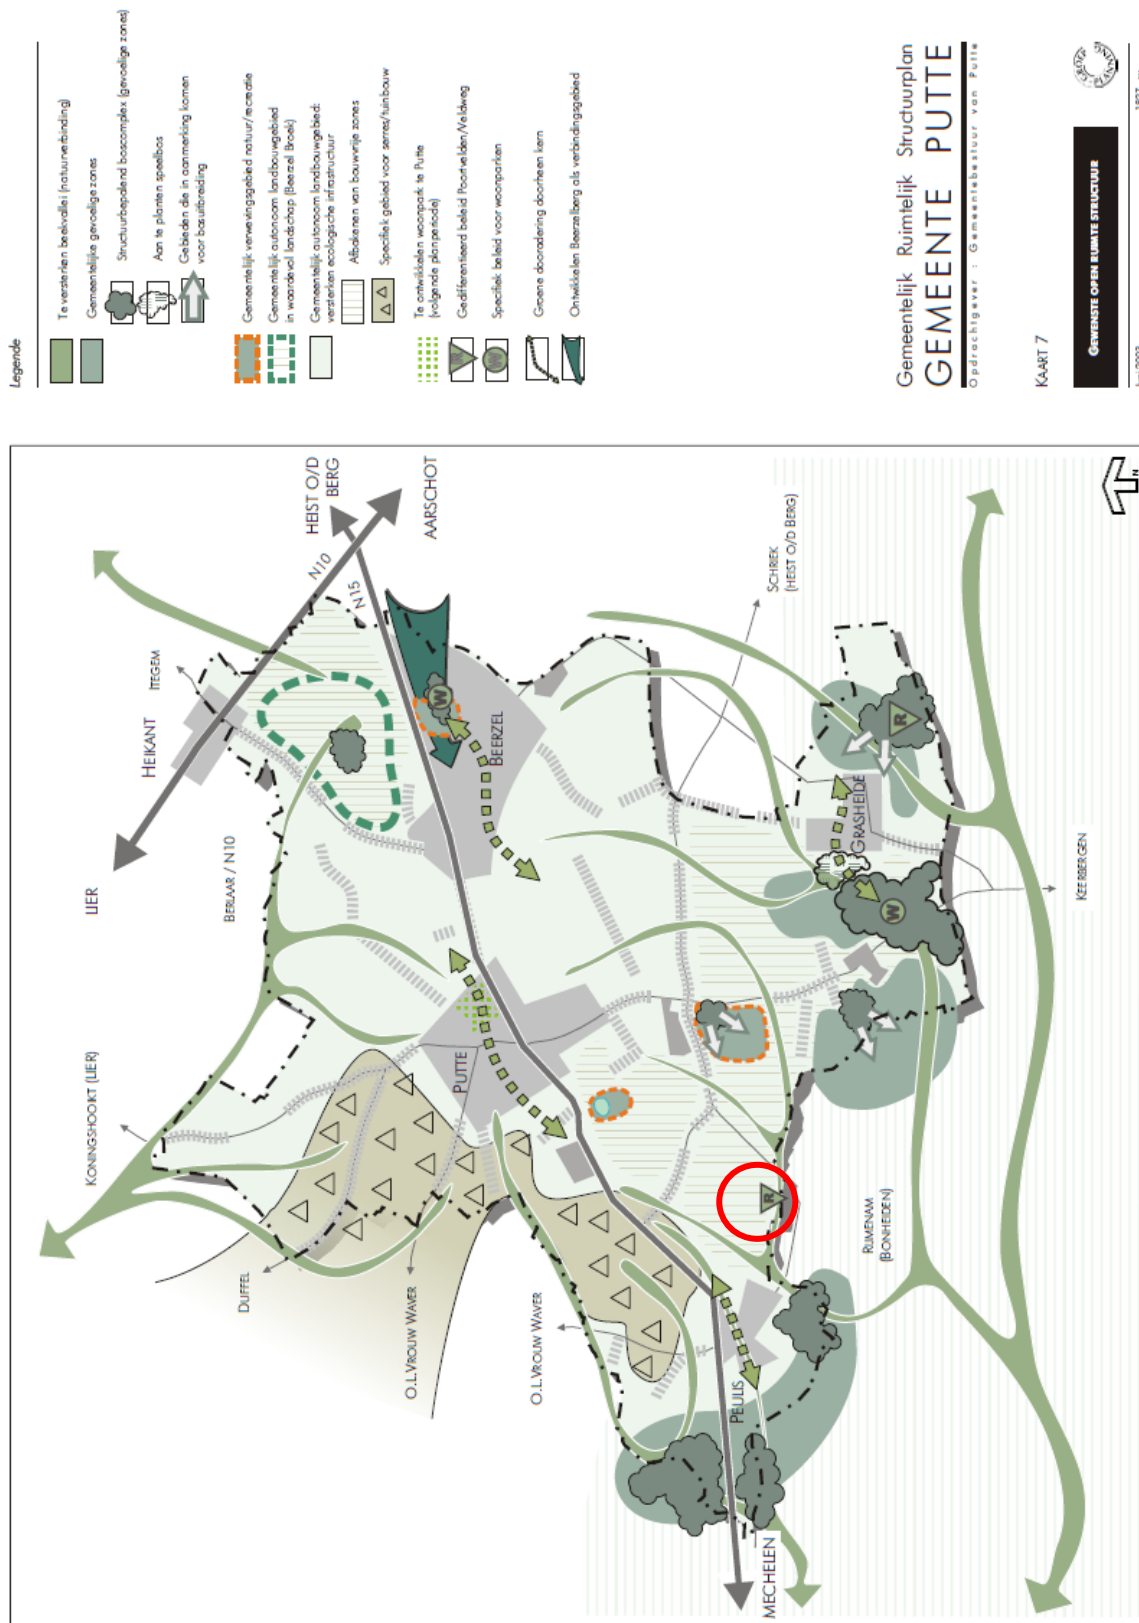 Legende
Te versterken beekvallei (natuurverbinding)
Gemeentelijke gevoelige zones
Structuurbepalend boscomplex (gevoelige zones)
Aan te planten speelbos
Gebieden die in aanmerking komen
voor bosuitbreiding
Gemeentelijk verwevingsgebied natuur/recreatie
Gemeentelijk autonoom landbouwgebied
in waardevol landschap (Beerzel Broek)
Gemeentelijk autonoom landbouwgebied:
versterken ecologische infrastructuur
Afbakenen van bouwvrije zones
Specifiek gebied voor serres/tuinbouw
Te ontwikkelen woonpark te Putte
(volgende planperiode)
R
Gedifferentieerd beleid Poortvelden/Veldweg
W
Specifiek beleid voor woonparken
Groene dooradering doorheen kern
Ontwikkelen Beerzelberg als verbindingsgebied
Gemeentelijk Ruimtelijk Structuurplan
GEMEENTE PUTTE
Opdrachtgever : Gemeentebestuur van Putte
KAART 7
GEWENSTE OPEN RUIMTE STRUCTUUR
HEIST O/D
BERG
AARSCHOT
N10
N15
ITEGEM
HEIKANT
LIER
BERLAAR / N10
KONINGSHOOIKT (LIER)
DUFFEL
O.L.VROUW WAVER
O.L.VROUW WAVER
PUTTE
BEERZEL
W
SCHRIEK
(HEIST O/D BERG)
GRASHEIDE
R
W
KEERBERGEN
R
RIJMENAM
(BONHEIDEN)
PEULIS
MECHELEN
N